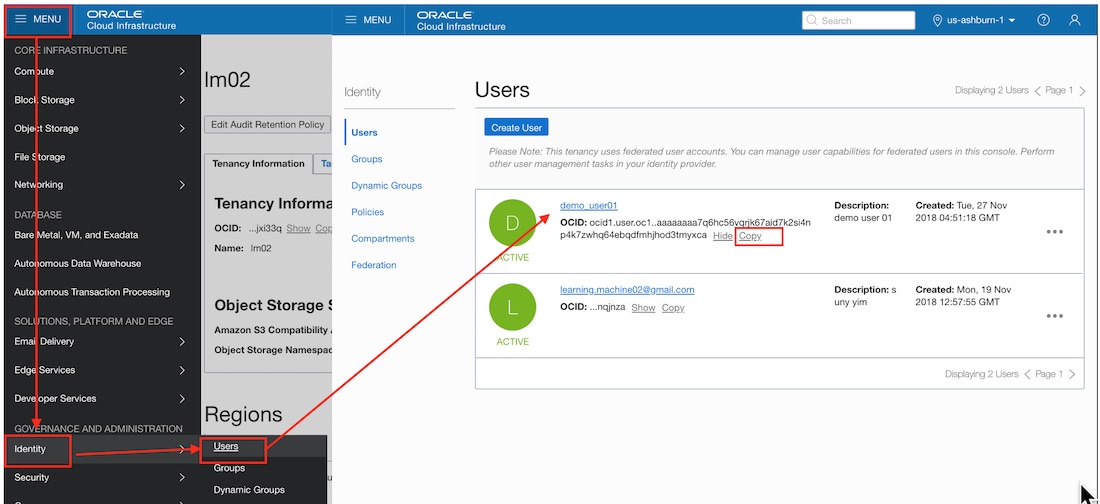 MENU
ORACLE
Cloud Infrastructure
MENU
ORACLE
Cloud Infrastructure
Search
us-ashburn-1
CORE INFRASTRUCTURE
Compute
Block Storage
Object Storage
File Storage
Networking
DATABASE
Bare Metal, VM, and Exadata
Autonomous Data Warehouse
Autonomous Transaction Processing
SOLUTIONS, PLATFORM AND EDGE
Email Delivery
Edge Services
Developer Services
GOVERNANCE AND ADMINISTRATION
Identity
Security
lm02
Edit Audit Retention Policy
Tenancy Information
Ta
Tenancy Informa
OCID: ...jxi33q Show Cop
Name: lm02
Object Storage S
Amazon S3 Compatibility A
Object Storage Namespac
Regions
Users
Groups
Dynamic Groups
Identity
Users
Groups
Dynamic Groups
Policies
Compartments
Federation
Users
Displaying 2 Users < Page 1 >
Create User
Please Note: This tenancy uses federated user accounts. You can manage user capabilities for federated users in this console. Perform
other user management tasks in your identity provider.
D
ACTIVE
demo_user01
OCID: ocid1.user.oc1..aaaaaaaa7q6hc56vqrjk67aid7k2si4n
p4k7zwhq64ebqdfmhjhod3tmyxca Hide Copy
Description:
demo user 01
Created: Tue, 27 Nov
2018 04:51:18 GMT
L
ACTIVE
learning.machine02@gmail.com
OCID: ...nqjnza Show Copy
Description: s
uny yim
Created: Mon, 19 Nov
2018 12:57:55 GMT
Displaying 2 Users < Page 1 >